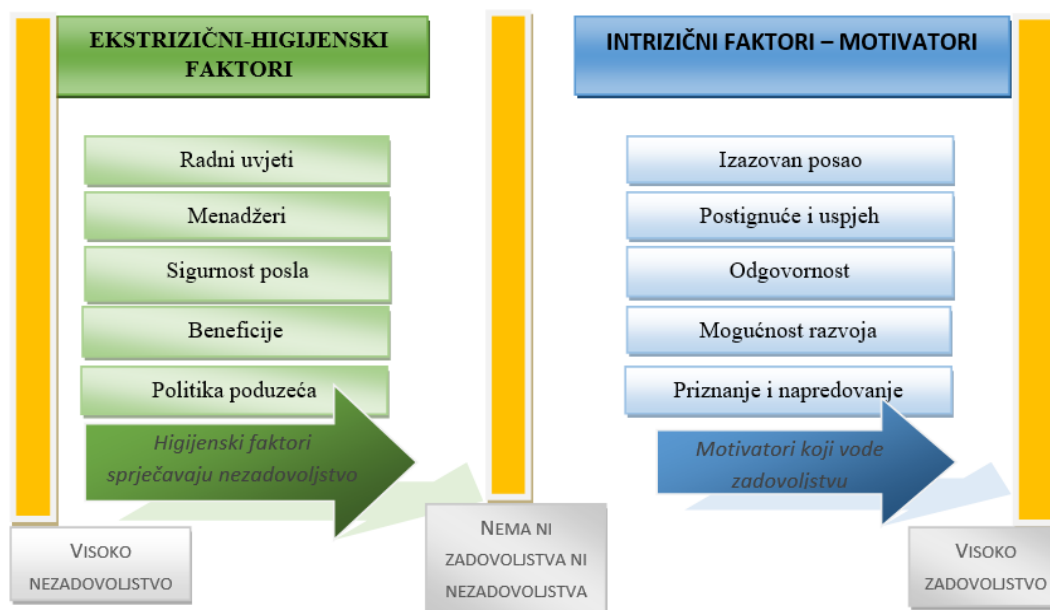 EKSTRIZIČNI-HIGIJENSKI
FAKTORI
Radni uvjeti
Menadžeri
Sigurnost posla
Beneficije
Politika poduzeća
Higijenski faktori
sprječavaju nezadovoljstvo
VISOKO
NEZADOVOLJSTVO
NEMA NI
ZADOVOLJSTVA NI
NEZADOVOLJSTVA
INTRIZIČNI FAKTORI – MOTIVATORI
Izazovan posao
Postignuće i uspjeh
Odgovornost
Mogućnost razvoja
Priznanje i napredovanje
Motivatori koji vode
zadovoljstvu
VISOKO
ZADOVOLJSTVO